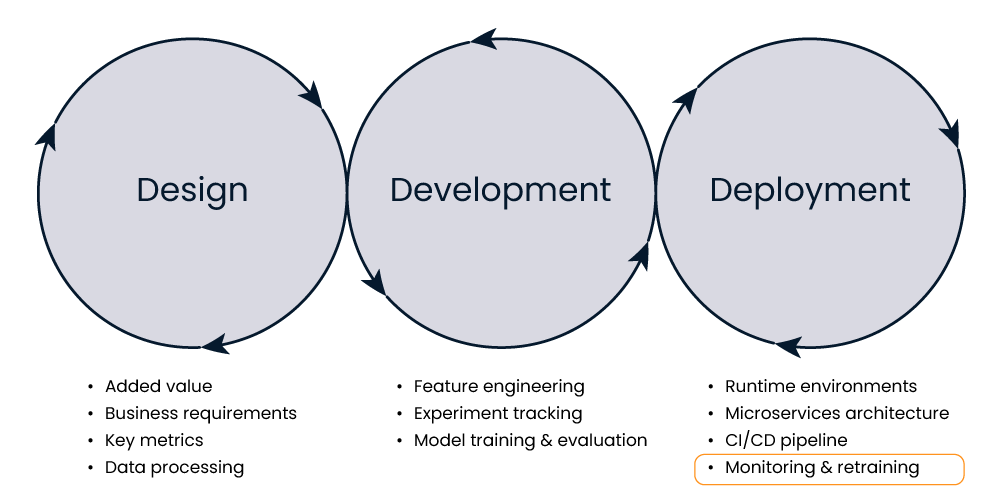 Design
Development
Deployment
• Added value
• Business requirements
• Key metrics
• Data processing
• Feature engineering
• Experiment tracking
• Model training & evaluation
• Runtime environments
• Microservices architecture
• CI/CD pipeline
• Monitoring & retraining